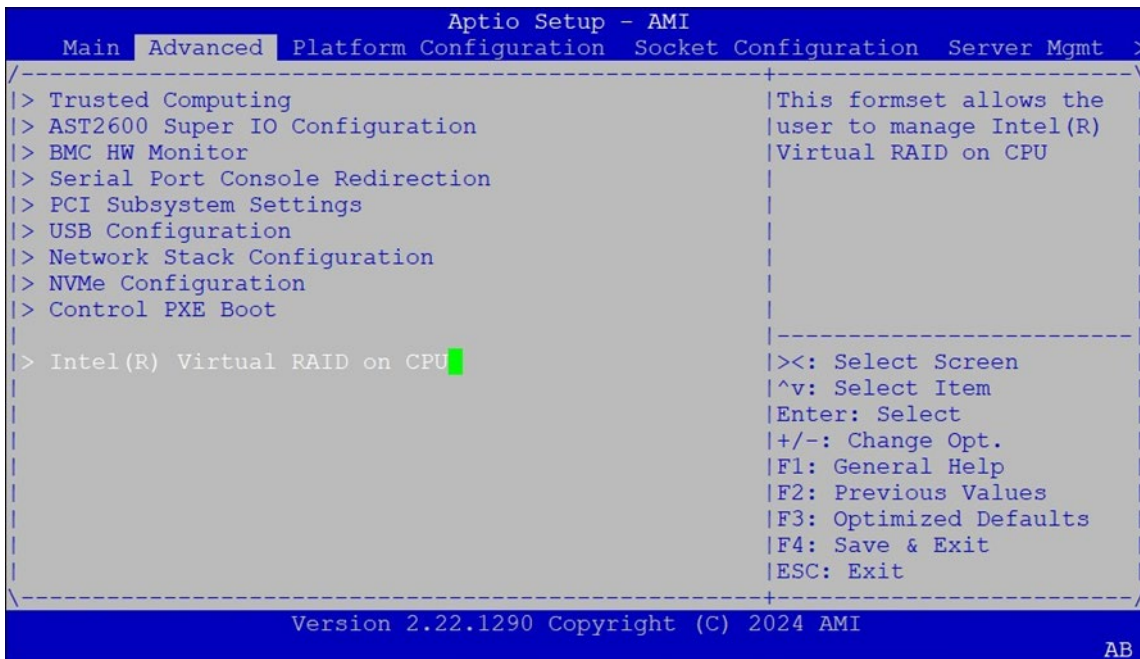 Aptio Setup - AMI
Main Advanced Platform Configuration Socket Configuration Server Mgmt >
/----------------------------------------------------+-------------------------\
|> Trusted Computing |This formset allows the |
|> AST2600 Super IO Configuration |user to manage Intel(R) |
|> BMC HW Monitor |Virtual RAID on CPU |
|> Serial Port Console Redirection | |
|> PCI Subsystem Settings | |
|> USB Configuration | |
|> Network Stack Configuration | |
|> NVMe Configuration | |
|> Control PXE Boot | |
| |-------------------------|
|> Intel(R) Virtual RAID on CPU |><: Select Screen |
| |^v: Select Item |
| |Enter: Select |
| |+/-: Change Opt. |
| |F1: General Help |
| |F2: Previous Values |
| |F3: Optimized Defaults |
| |F4: Save & Exit |
| |ESC: Exit |
\----------------------------------------------------+-------------------------/
Version 2.22.1290 Copyright (C) 2024 AMI
AB